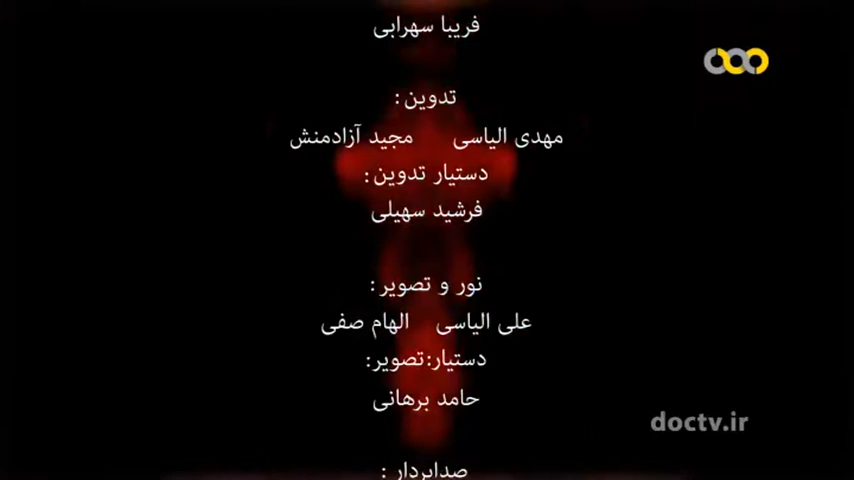 فریبا سهرابی
تدوین :
مهدی الیاسی مجید آزادمنش
دستیار تدوین :
فرشید سهیلی
نور و تصویر :
علی الیاسی الهام صفی
دستیار:تصویر:
حامد برهانی
doctv.ir
صدابردار :